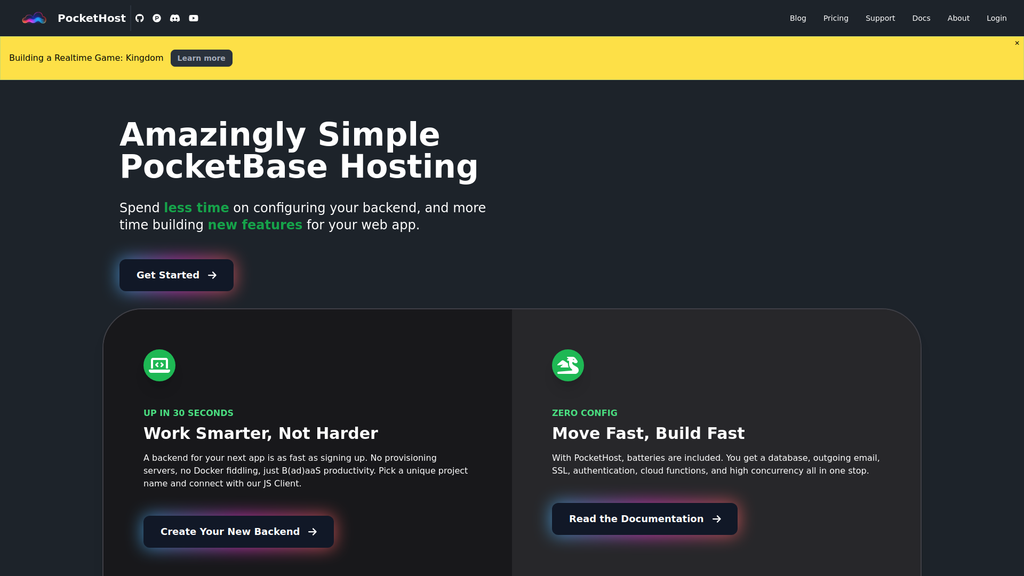 PocketHost
Blog Pricing Support Docs About Login
Building a Realtime Game: Kingdom Learn more
×
Amazingly Simple
PocketBase Hosting
Spend less time on configuring your backend, and more
time building new features for your web app.
Get Started →
UP IN 30 SECONDS
Work Smarter, Not Harder
A backend for your next app is as fast as signing up. No provisioning
servers, no Docker fiddling, just B(ad)aaS productivity. Pick a unique project
name and connect with our JS Client.
Create Your New Backend →
ZERO CONFIG
Move Fast, Build Fast
With PocketHost, batteries are included. You get a database, outgoing email,
SSL, authentication, cloud functions, and high concurrency all in one stop.
Read the Documentation →